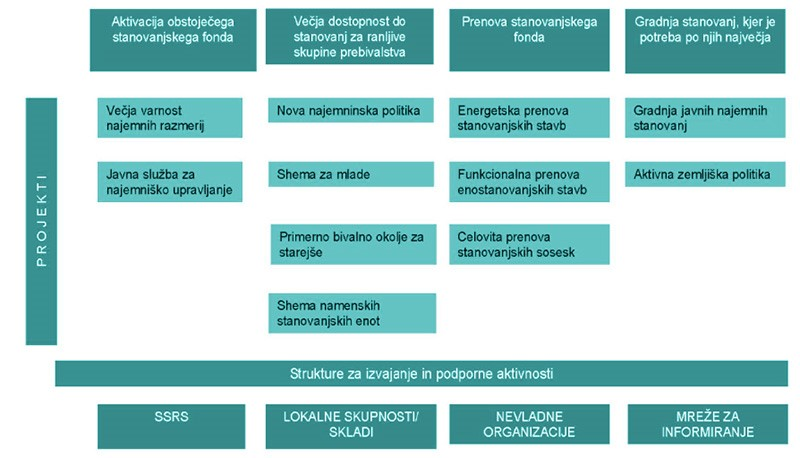 Aktivacija obstoječega
stanovanjskega fonda
Večja dostopnost do
stanovanj za ranljive
skupine prebivalstva
Prenova stanovanjskega
fonda
Gradnja stanovanj, kjer je
potreba po njih največja
PROJEKTI
Večja varnost
najemnih razmerij
Nova najemninska politika
Energetska prenova
stanovanjskih stavb
Gradnja javnih najemnih
stanovanj
Javna služba za
najemniško upravljanje
Shema za mlade
Funkcionalna prenova
enostanovanjskih stavb
Aktivna zemljiška politika
Primerno bivalno okolje za
starejše
Celovita prenova
stanovanjskih sosesk
Shema namenskih
stanovanjskih enot
Strukture za izvajanje in podporne aktivnosti
SSRS
LOKALNE SKUPNOSTI/
SKLADI
NEVLADNE
ORGANIZACIJE
MREŽE ZA
INFORMIRANJE